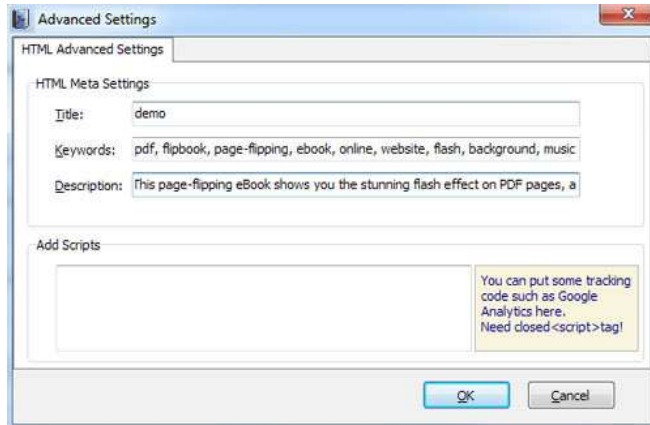 Advanced Settings
HTML Advanced Settings
HTML Meta Settings
Title: demo
Keywords: pdf, flipbook, page-flipping, ebook, online, website, flash, background, music
Description: This page-flipping eBook shows you the stunning flash effect on PDF pages, a
Add Scripts
You can put some tracking
code such as Google
Analytics here.
Need closed<script>tag!
OK Cancel